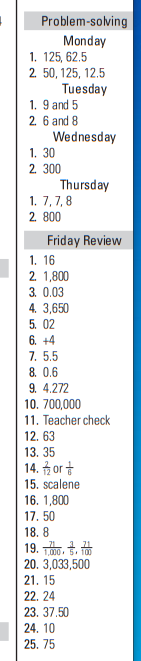 Problem-solving
Monday
1. 125, 62.5
2. 50, 125, 12.5
Tuesday
1. 9 and 5
2. 6 and 8
Wednesday
1. 30
2. 300
Thursday
1. 7, 7, 8
2. 800
Friday Review
1. 16
2. 1,800
3. 0.03
4. 3,650
5. 02
6. +4
7. 5.5
8. 0.6
9. 4.272
10. 700,000
11. Teacher check
12. 63
13. 35
14. 2/12 or 1/6
15. scalene
16. 1,800
17. 50
18. 8
19. 71/1,000, 3/5, 71/100
20. 3,033,500
21. 15
22. 24
23. 37.50
24. 10
25. 75